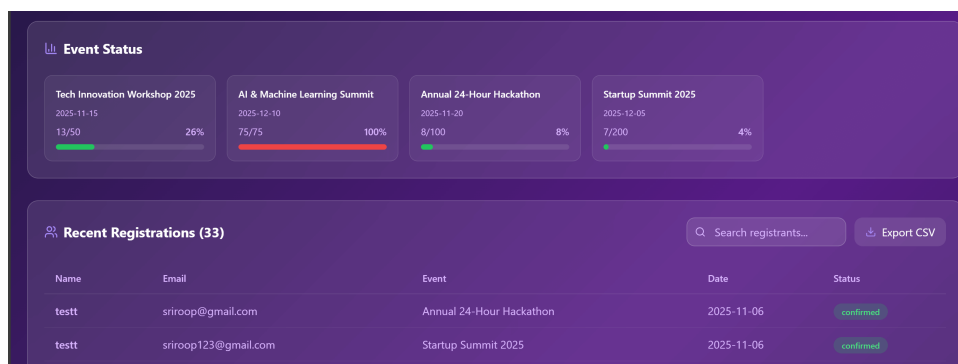 Event Status
Tech Innovation Workshop 2025 AI & Machine Learning Summit Annual 24-Hour Hackathon Startup Summit 2025
2025-11-15 2025-12-10 2025-11-20 2025-12-05
13/50 26% 75/75 100% 8/100 8% 7/200 4%
Recent Registrations (33) Search registrants... Export CSV
Name Email Event Date Status
testt sriroop@gmail.com Annual 24-Hour Hackathon 2025-11-06 confirmed
testt sriroop123@gmail.com Startup Summit 2025 2025-11-06 confirmed